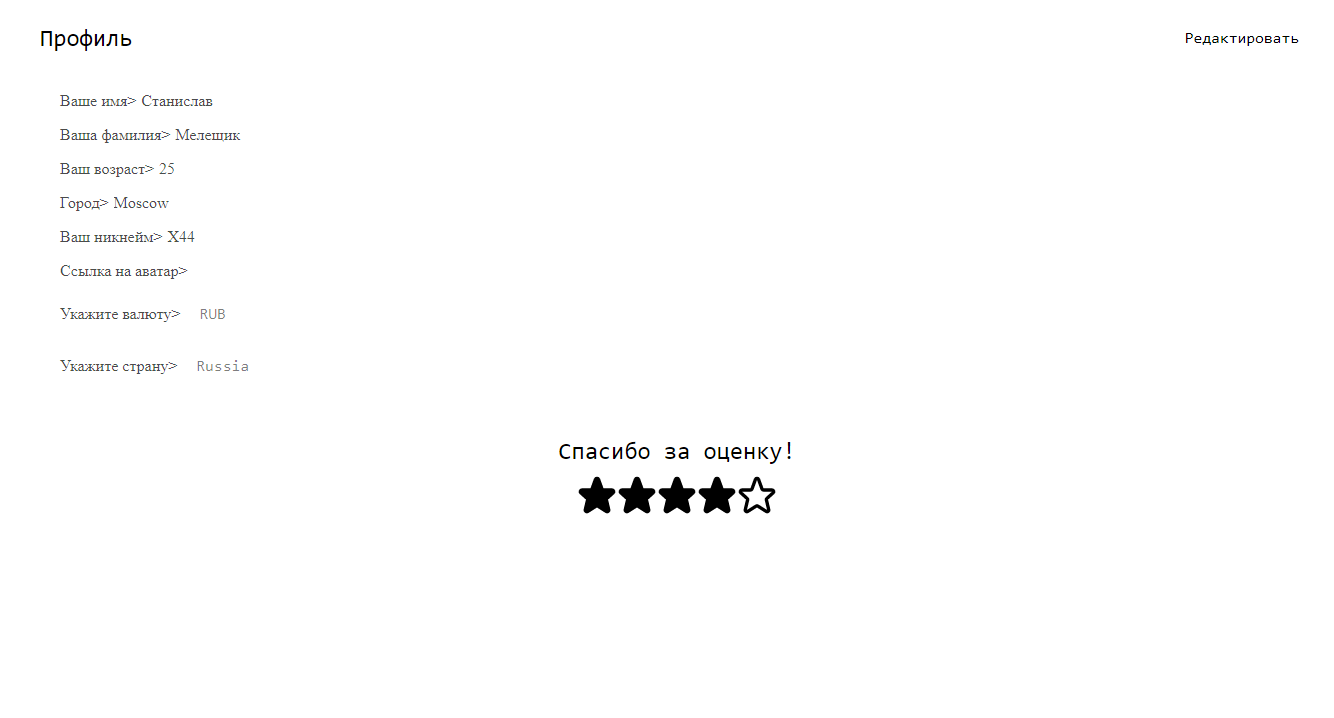 Профиль
Редактировать
Ваше имя> Станислав
Ваша фамилия> Мелещик
Ваш возраст> 25
Город> Moscow
Ваш никнейм> X44
Ссылка на аватар>
Укажите валюту> RUB
Укажите страну> Russia
Спасибо за оценку!